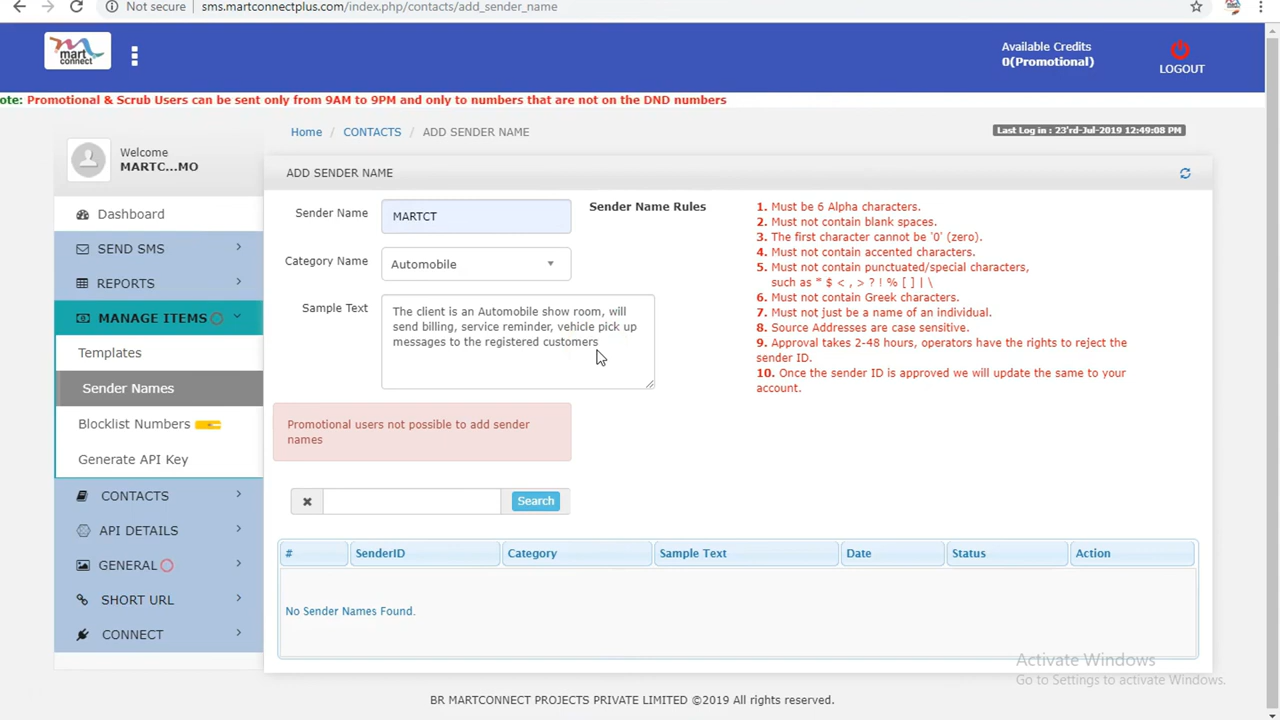 Not secure | sms.martconnectplus.com/index.php/contacts/add_sender_name
mart
connect
Available Credits
0(Promotional)
LOGOUT
ote: Promotional & Scrub Users can be sent only from 9AM to 9PM and only to numbers that are not on the DND numbers
Welcome
MARTC...MO
Home / CONTACTS / ADD SENDER NAME
Last Log in : 23'rd-Jul-2019 12:49:08 PM
Dashboard
SEND SMS
REPORTS
MANAGE ITEMS
Templates
Sender Names
Blocklist Numbers
Generate API Key
CONTACTS
API DETAILS
GENERAL
SHORT URL
CONNECT
ADD SENDER NAME
Sender Name
MARTCT
Category Name
Automobile
Sample Text
The client is an Automobile show room, will
send billing, service reminder, vehicle pick up
messages to the registered customers
Sender Name Rules
1. Must be 6 Alpha characters.
2. Must not contain blank spaces.
3. The first character cannot be '0' (zero).
4. Must not contain accented characters.
5. Must not contain punctuated/special characters,
such as * $ < , > ? ! % [ ] | \
6. Must not contain Greek characters.
7. Must not just be a name of an individual.
8. Source Addresses are case sensitive.
9. Approval takes 2-48 hours, operators have the rights to reject the
sender ID.
10. Once the sender ID is approved we will update the same to your
account.
Promotional users not possible to add sender
names
Search
# SenderID Category Sample Text Date Status Action
No Sender Names Found.
Activate Windows
Go to Settings to activate Windows.
BR MARTCONNECT PROJECTS PRIVATE LIMITED ©2019 All rights reserved.